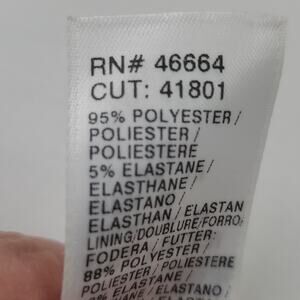 RN# 46664
CUT: 41801
95% POLYESTER /
POLIESTER /
POLIESTERE
5% ELASTANE /
ELASTHANE /
ELASTANO /
ELASTHAN / ELASTAN
LINING/DOUBLURE/FORRO/
FODERA / FUTTER:
88% POLYESTER /
POLIESTER / POLIESTERE
ELASTANE /